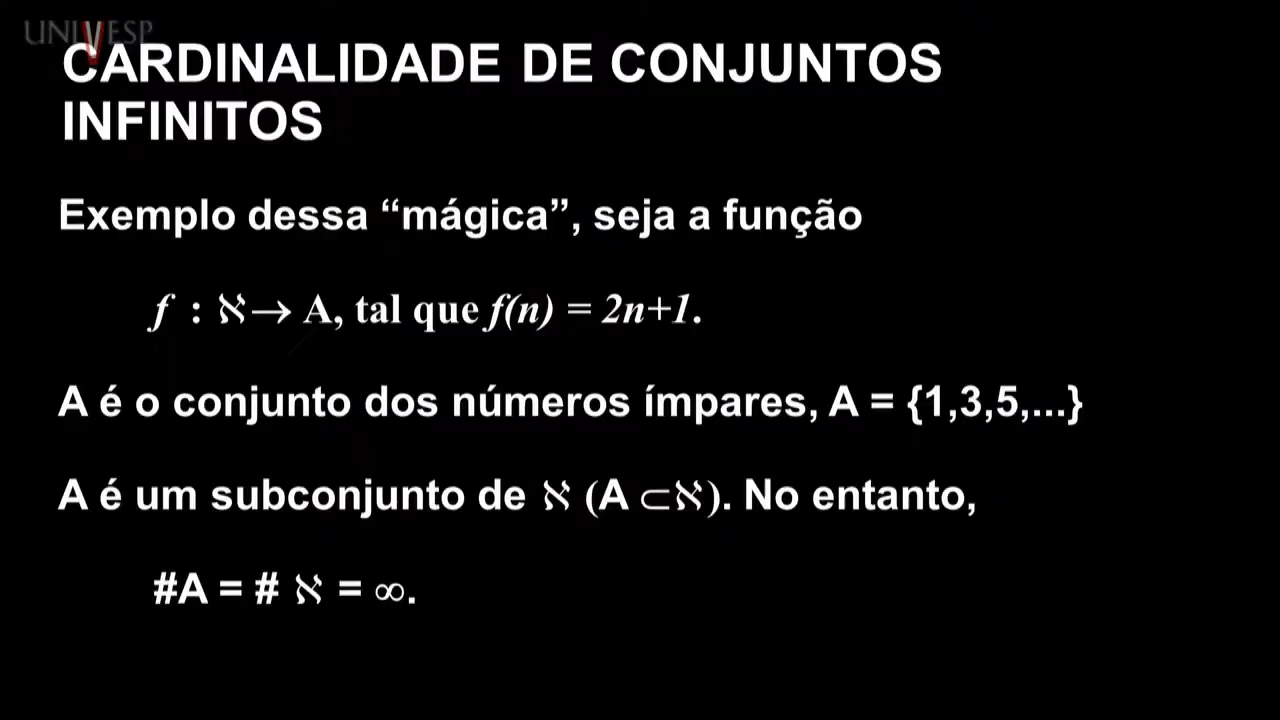 UNIVESP
CARDINALIDADE DE CONJUNTOS
INFINITOS
Exemplo dessa “mágica”, seja a função
f : ℵ→ A, tal que f(n) = 2n+1.
A é o conjunto dos números ímpares, A = {1,3,5,...}
A é um subconjunto de ℵ (A ⊂ℵ). No entanto,
#A = # ℵ = ∞.